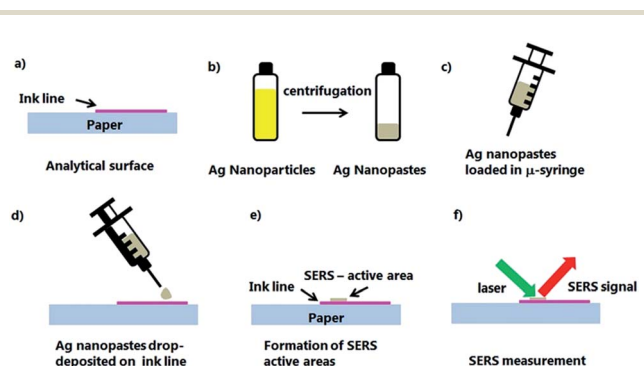 a)
Ink line
Paper
Analytical surface
b)
centrifugation
Ag Nanoparticles
Ag Nanopastes
c)
Ag nanopastes
loaded in μ-syringe
d)
Ag nanopastes drop-
deposited on ink line
e)
SERS – active area
Ink line
Paper
Formation of SERS
active areas
f)
laser
SERS signal
SERS measurement